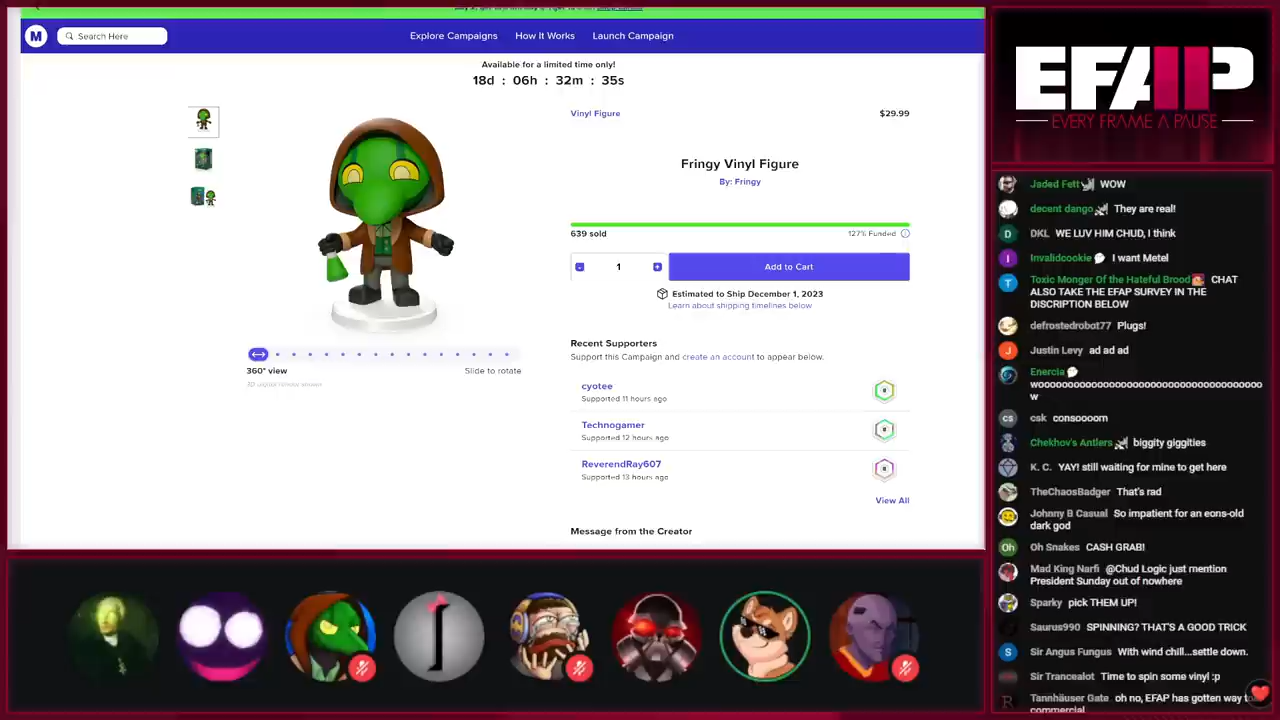 M
Search Here
Explore Campaigns
How It Works
Launch Campaign
Available for a limited time only!
18d : 06h : 32m : 35s
Vinyl Figure
$29.99
Fringy Vinyl Figure
By: Fringy
639 sold
127% Funded
- 1 +
Add to Cart
Estimated to Ship December 1, 2023
Learn about shipping timelines below
Recent Supporters
Support this Campaign and create an account to appear below.
cyotee
Supported 11 hours ago
Technogamer
Supported 12 hours ago
ReverendRay607
Supported 13 hours ago
View All
Message from the Creator
360° view
Slide to rotate
EFAP
EVERY FRAME A PAUSE
Jaded Fett WOW
decent dango They are real!
D
DKL WE LUV HIM CHUD, I think
I
Invalidcookie I want Metel
T
Toxic Monger Of the Hateful Brood CHAT
ALSO TAKE THE EFAP SURVEY IN THE
DISCRIPTION BELOW
defrostedrobot77 Plugs!
J
Justin Levy ad ad ad
Enercia
cs
csk consoooom
Chekhov's Antlers biggity giggities
K. C. YAY! still waiting for mine to get here
TheChaosBadger That's rad
Johnny B Casual So impatient for an eons-old
dark god
Oh
Oh Snakes CASH GRAB!
Mad King Narfi @Chud Logic just mention
President Sunday out of nowhere
Sparky pick THEM UP!
Saurus990 SPINNING? THAT'S A GOOD TRICK
S
Sir Angus Fungus With wind chill...settle down.
Sir Trancealot Time to spin some vinyl :p
R
Tannhäuser Gate oh no, EFAP has gotten way
commercial